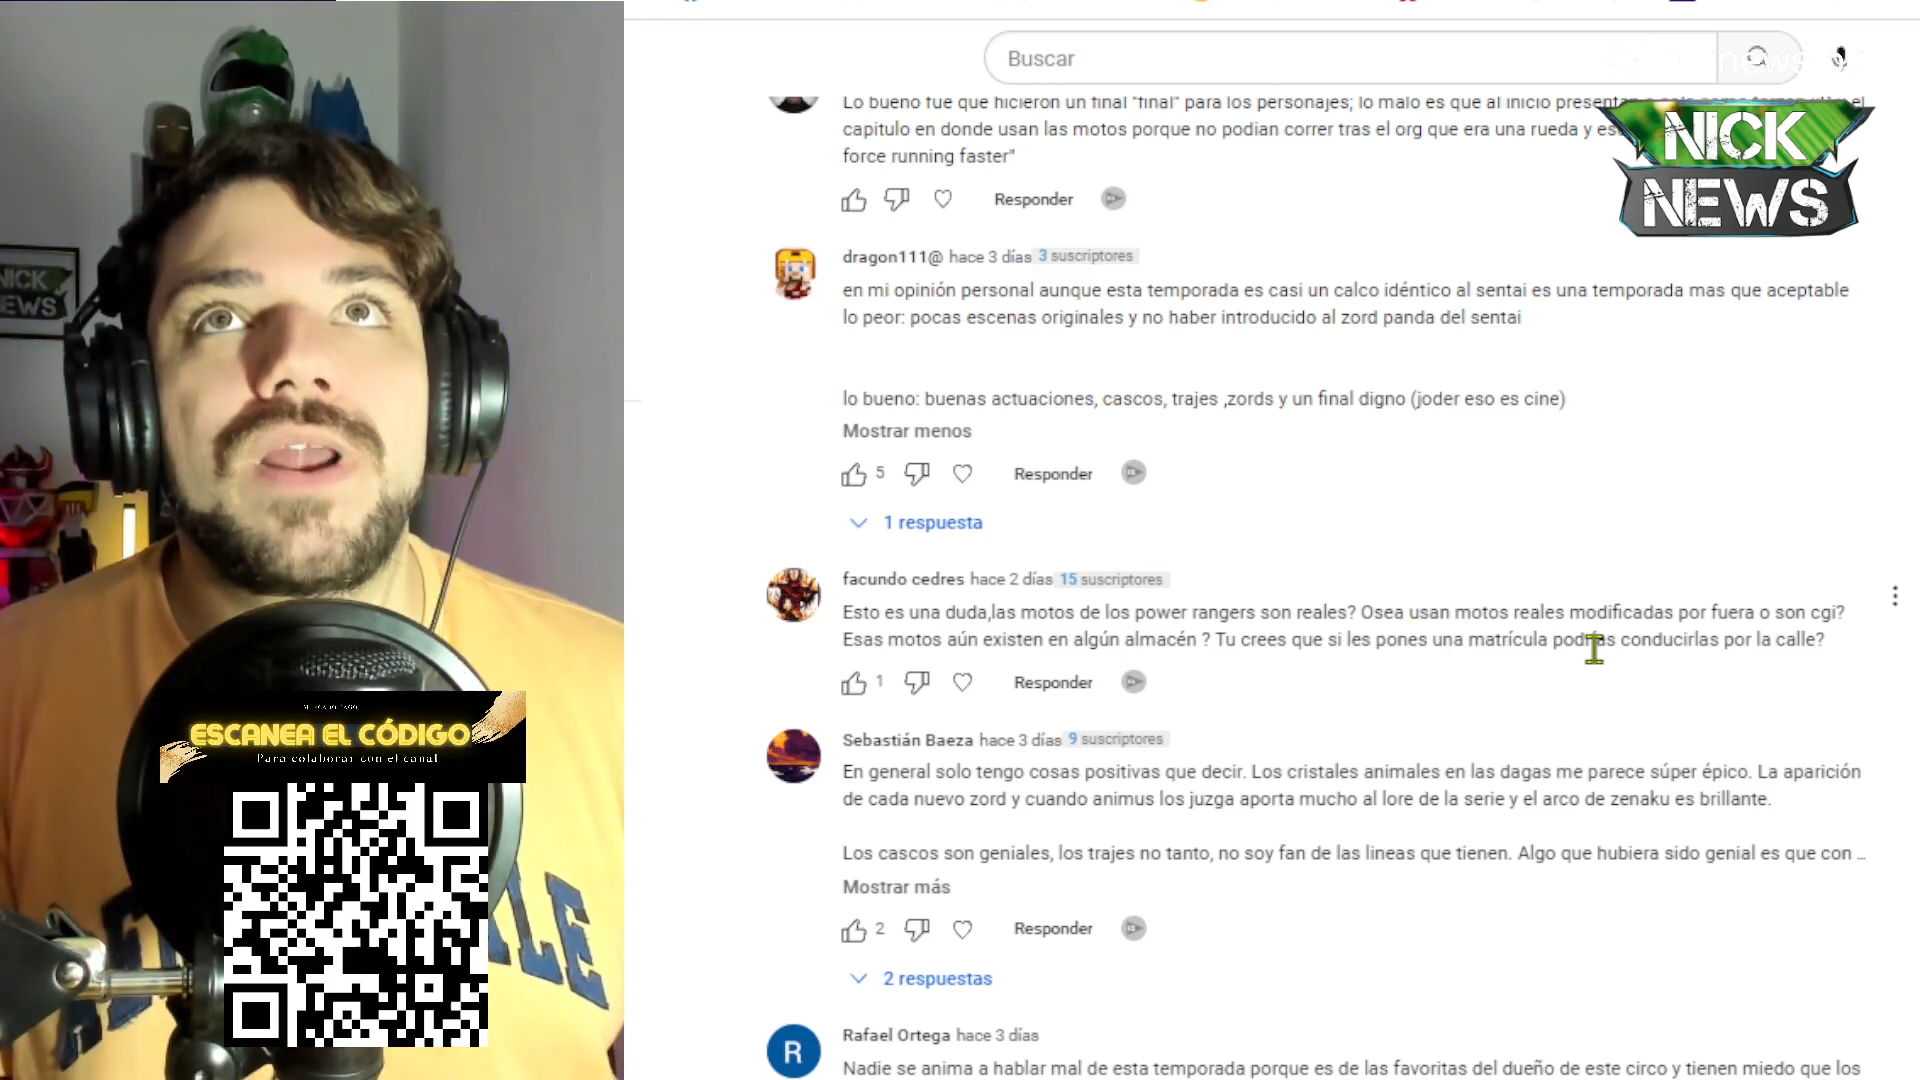 Buscar
Lo bueno fue que hicieron un final "final" para los personajes; lo malo es que al inicio presentan
capitulo en donde usan las motos porque no podian correr tras el org que era una rueda y
force running faster"
Responder
NICK
NEWS
dragon111@ hace 3 días 3 suscriptores
en mi opinión personal aunque esta temporada es casi un calco idéntico al sentai es una temporada mas que aceptable
lo peor: pocas escenas originales y no haber introducido al zord panda del sentai
lo bueno: buenas actuaciones, cascos, trajes ,zords y un final digno (joder eso es cine)
Mostrar menos
5 Responder
1 respuesta
facundo cedres hace 2 días 15 suscriptores
Esto es una duda,las motos de los power rangers son reales? Osea usan motos reales modificadas por fuera o son cgi?
Esas motos aún existen en algún almacén ? Tu crees que si les pones una matrícula podrías conducirlas por la calle?
1 Responder
Sebastián Baeza hace 3 días 9 suscriptores
En general solo tengo cosas positivas que decir. Los cristales animales en las dagas me parece súper épico. La aparición
de cada nuevo zord y cuando animus los juzga aporta mucho al lore de la serie y el arco de zenaku es brillante.
Los cascos son geniales, los trajes no tanto, no soy fan de las lineas que tienen. Algo que hubiera sido genial es que con ...
Mostrar más
2 Responder
2 respuestas
R
Rafael Ortega hace 3 días
Nadie se anima a hablar mal de esta temporada porque es de las favoritas del dueño de este circo y tienen miedo que los
NICK
NEWS
ESCANEA EL CÓDIGO
Para colaborar con el canal